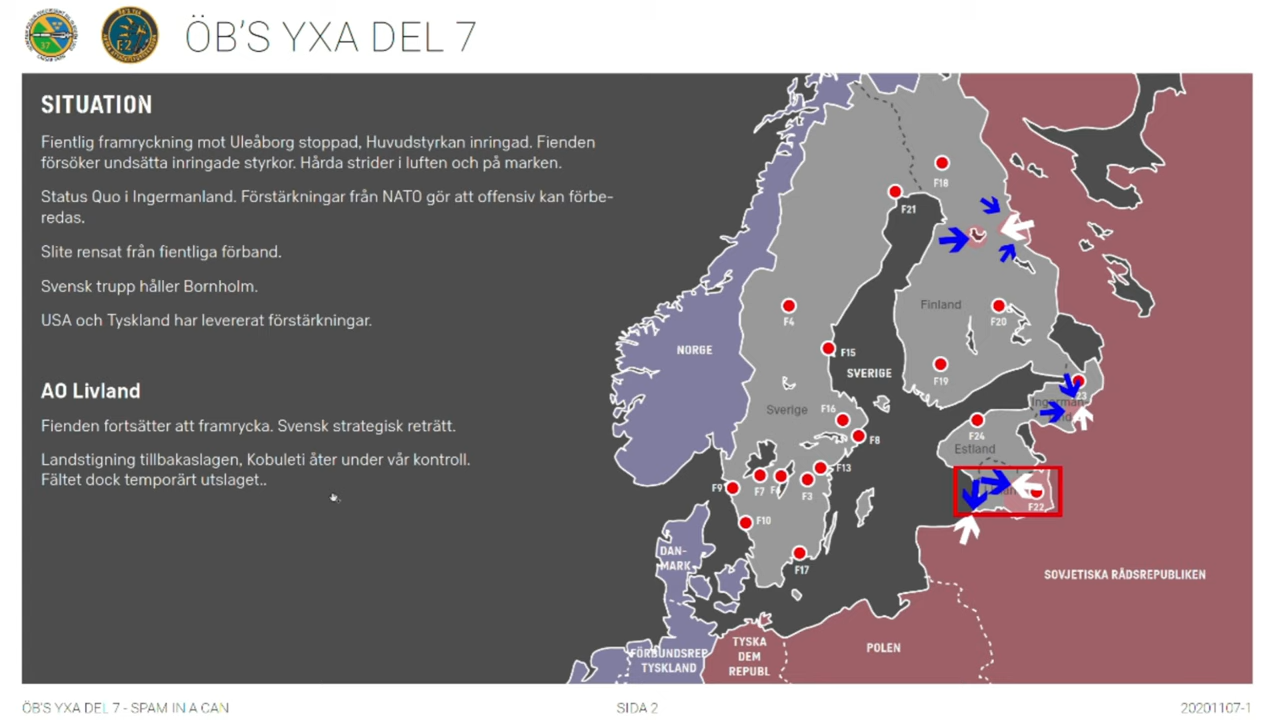 ÖB'S YXA DEL 7
SITUATION
Fientlig framryckning mot Uleåborg stoppad, Huvudstyrkan inringad. Fienden
försöker undsätta inringade styrkor. Hårda strider i luften och på marken.
Status Quo i Ingermanland. Förstärkningar från NATO gör att offensiv kan förbe-
redas.
Slite rensat från fientliga förband.
Svensk trupp håller Bornholm.
USA och Tyskland har levererat förstärkningar.
AO Livland
Fienden fortsätter att framrycka. Svensk strategisk reträtt.
Landstigning tillbakaslagen, Kobuleti åter under vår kontroll.
Fältet dock temporärt utslaget..
F18
F21
Finland
F4
F20
NORGE
F15
SVERIGE
F19
23
Sverige
F16
F8
F24
Estland
F13
F9
F7
F6
F3
F22
F10
F17
DAN-
MARK
SOVJETISKA RÅDSREPUBLIKEN
TYSKA
DEM
REPUBL
POLEN
FÖRBUNDSREP
TYSKLAND
ÖB'S YXA DEL 7 - SPAM IN A CAN
SIDA 2
20201107-1